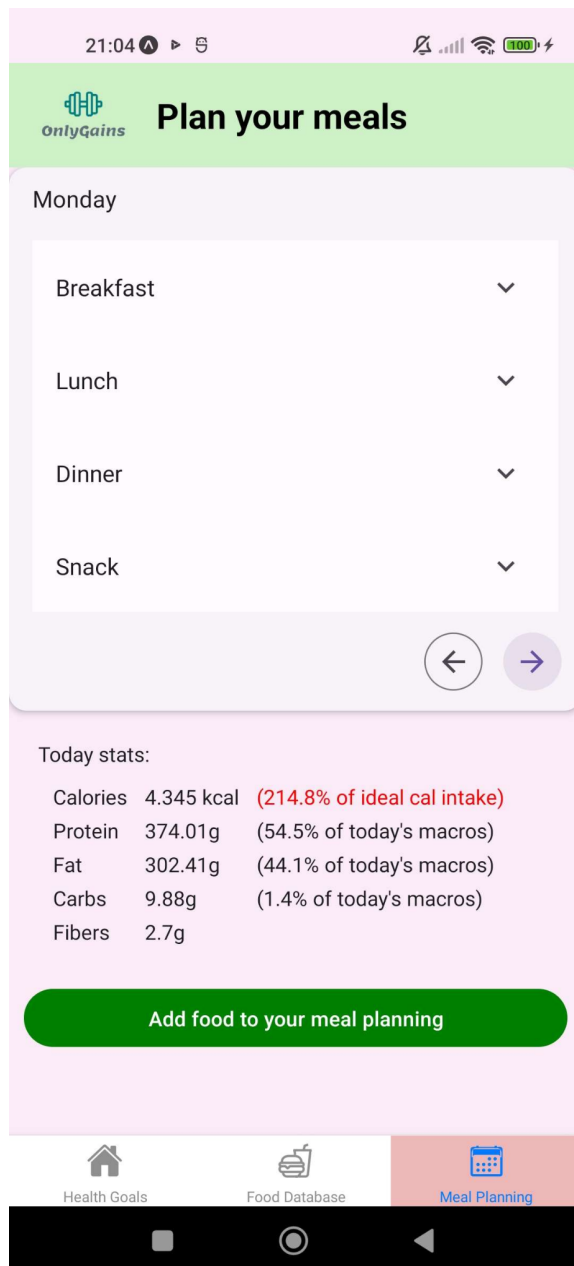 21:04
100
OnlyGains
Plan your meals
Monday
Breakfast
Lunch
Dinner
Snack
Today stats:
Calories 4.345 kcal (214.8% of ideal cal intake)
Protein 374.01g (54.5% of today's macros)
Fat 302.41g (44.1% of today's macros)
Carbs 9.88g (1.4% of today's macros)
Fibers 2.7g
Add food to your meal planning
Health Goals Food Database Meal Planning